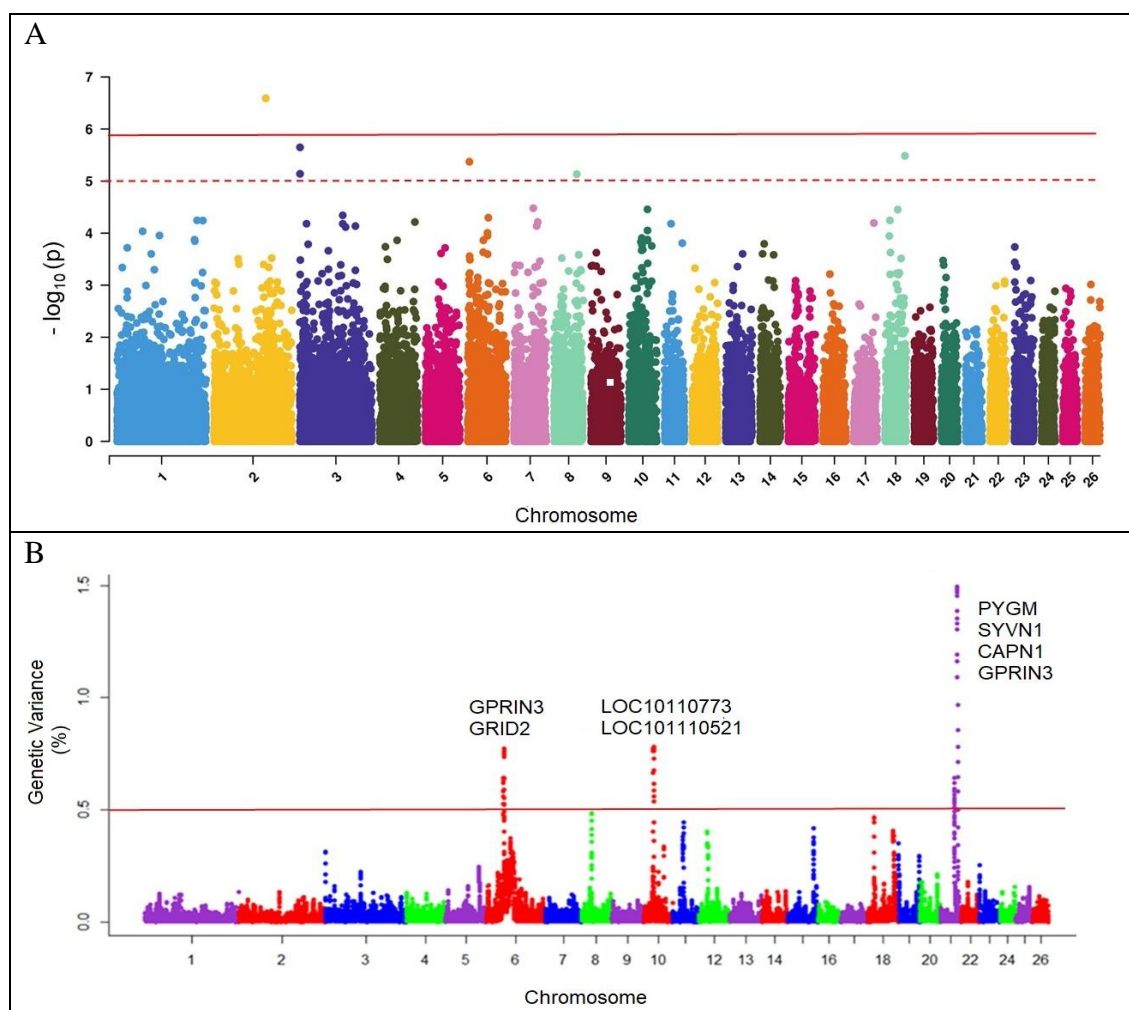 A
7
6
5
4
3
2
1
0
- log10(p)
1 2 3 4 5 6 7 8 9 10 11 12 13 14 15 16 17 18 19 20 21 22 23 24 25 26
Chromosome
B
1.5
1.0
0.5
0.0
Genetic Variance
(%)
GPRIN3
GRID2
LOC10110773
LOC101110521
PYGM
SYVN1
CAPN1
GPRIN3
1 2 3 4 5 6 7 8 9 10 11 12 13 14 16 18 20 22 24 26
Chromosome